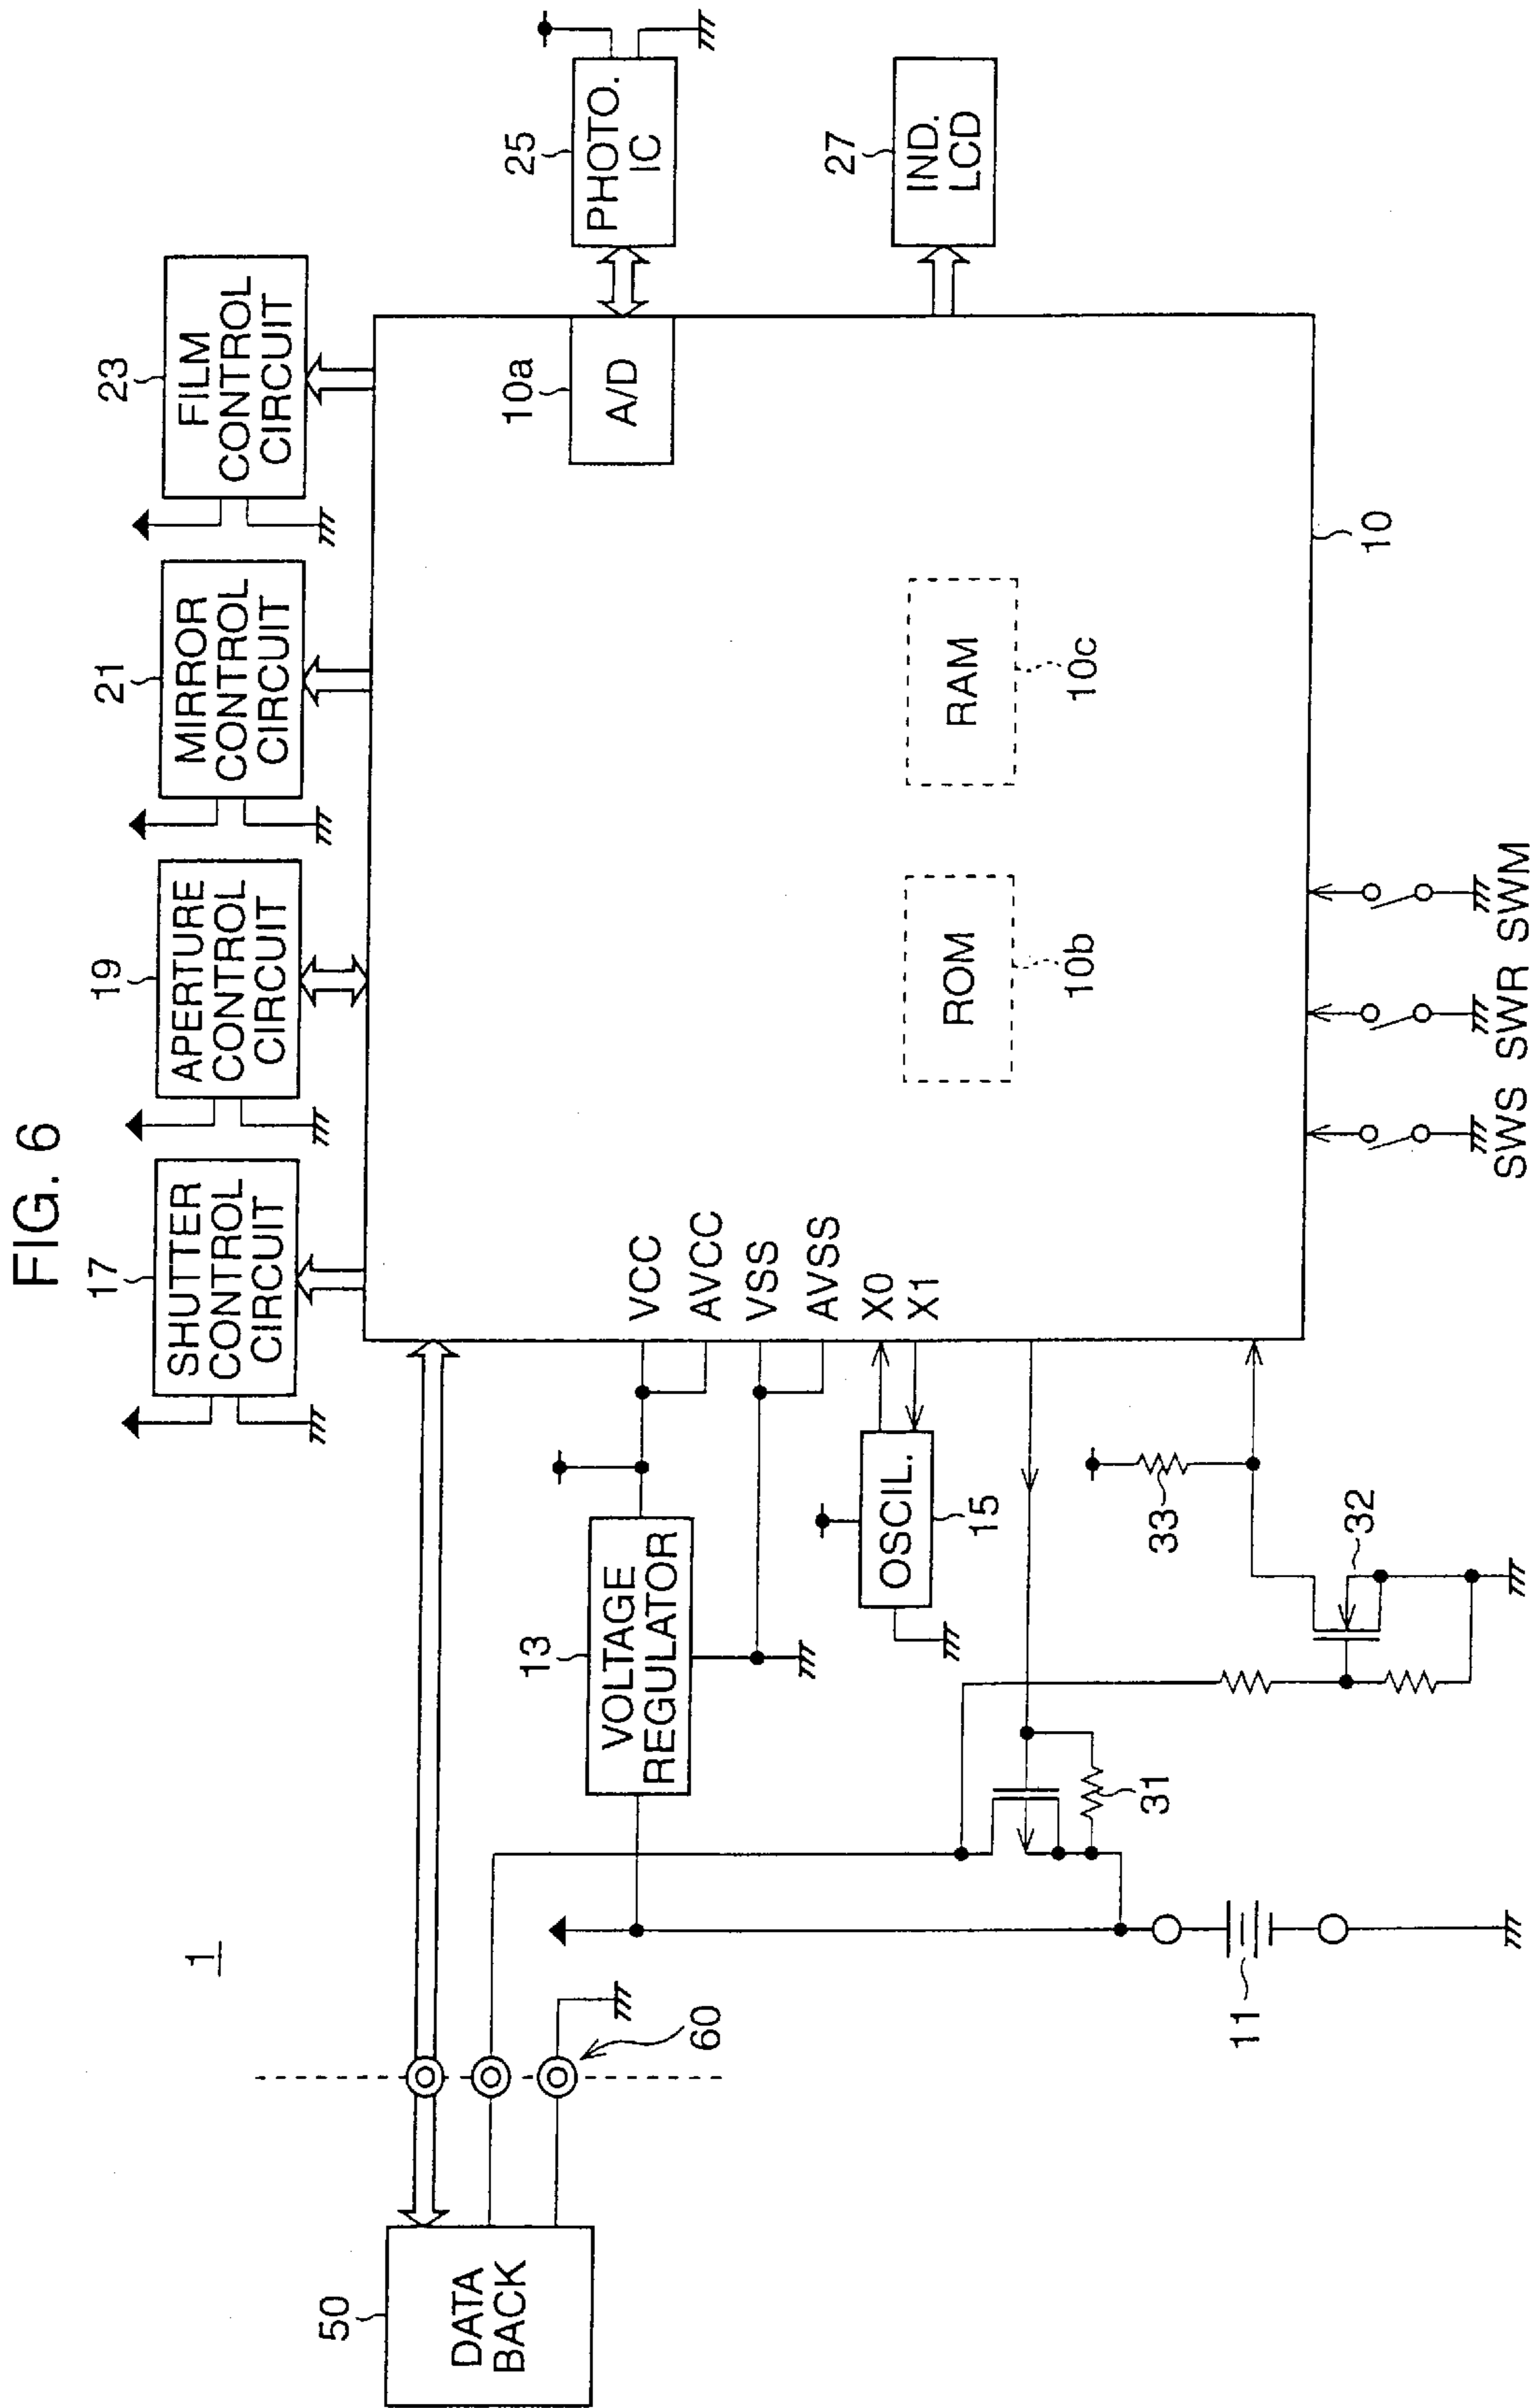 FIG. 6
1
17
SHUTTER
CONTROL
CIRCUIT
19
APERTURE
CONTROL
CIRCUIT
21
MIRROR
CONTROL
CIRCUIT
23
FILM
CONTROL
CIRCUIT
50
DATA
BACK
60
13
VOLTAGE
REGULATOR
VCC
AVCC
VSS
AVSS
X0
X1
OSCIL.
15
10a
A/D
25
PHOTO.
IC
27
IND.
LCD
ROM
10b
RAM
10c
10
31
33
32
11
SWS
SWR
SWM